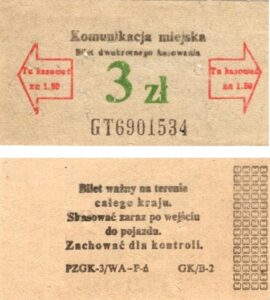 Komunikacja miejska
Bilet dwukrotnego kasowania
Tu kasować
za 1.50
3 zł
Tu kasować
za 1.50
GT6901534
Bilet ważny na terenie
całego kraju.
Skasować zaraz po wejściu
do pojazdu.
Zachować dla kontroli.
PZGK-3/WA-P-d GK/B-2